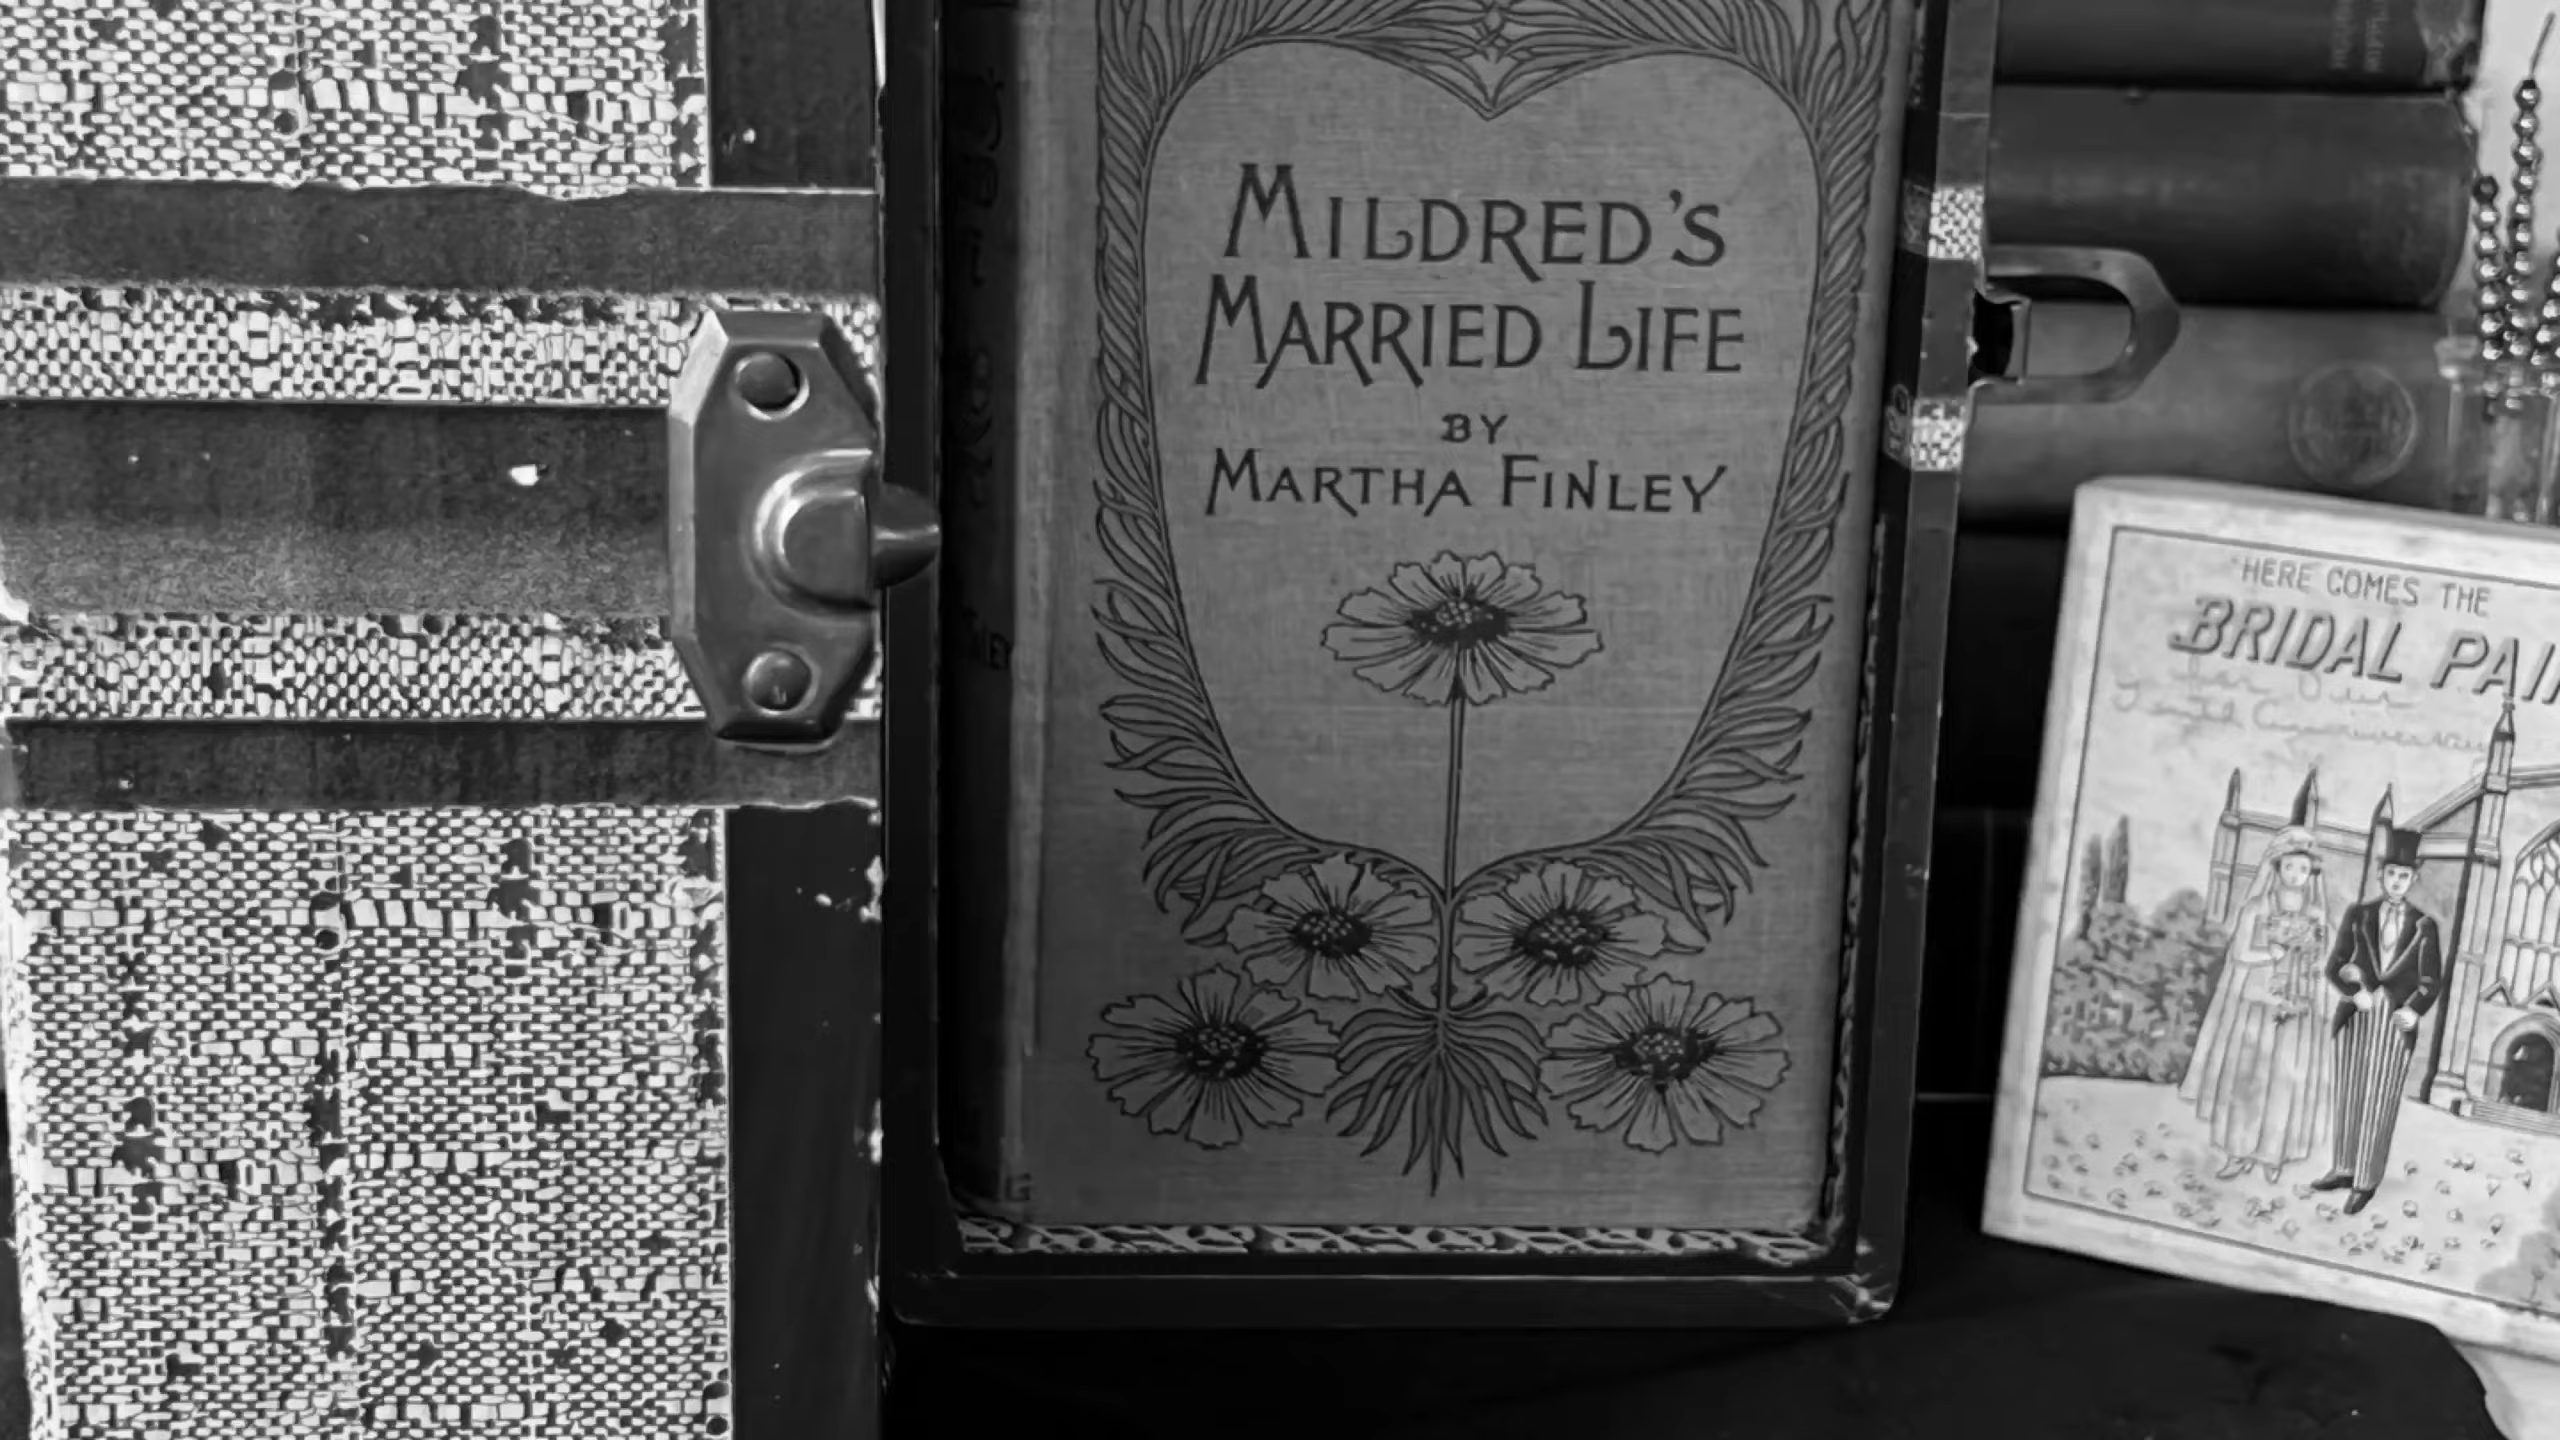 MILDRED'S
MARRIED LIFE
BY
MARTHA FINLEY
"HERE COMES THE
BRIDAL PAI